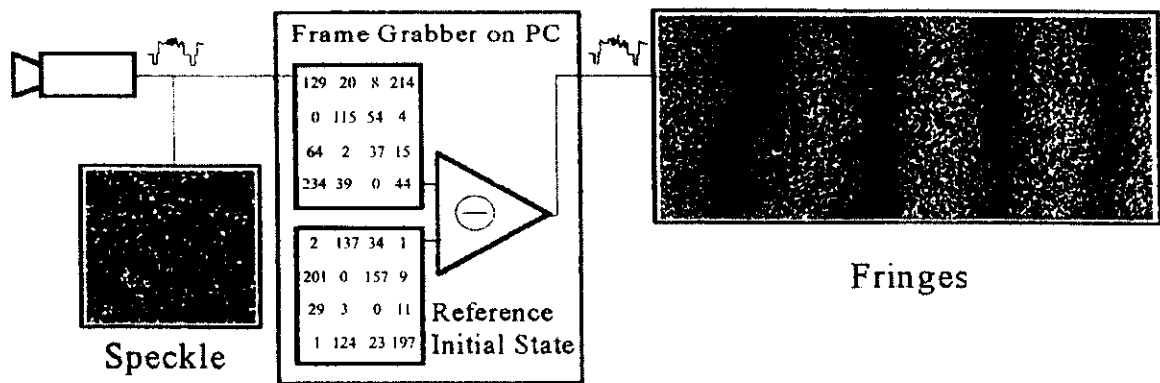 Frame Grabber on PC
129 20 8 214
0 115 54 4
64 2 37 15
234 39 0 44
2 137 34 1
201 0 157 9
29 3 0 11
1 124 23 197
Reference
Initial State
Speckle
Fringes